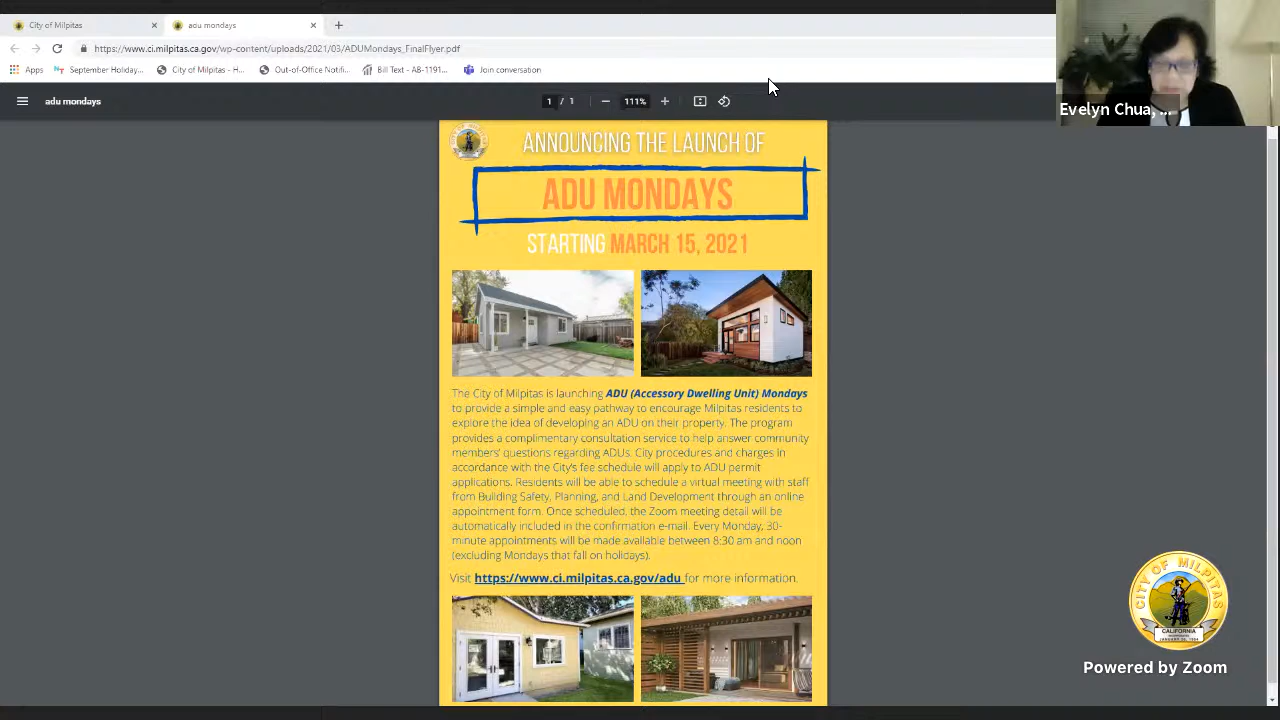 City of Milpitas
adu mondays
https://www.ci.milpitas.ca.gov/wp-content/uploads/2021/03/ADUMondays_FinalFlyer.pdf
Apps
September Holiday...
City of Milpitas - H...
Out-of-Office Notifi...
Bill Text - AB-1191...
Join conversation
Evelyn Chua, ...
adu mondays
1 / 1
111%
ANNOUNCING THE LAUNCH OF
ADU MONDAYS
STARTING MARCH 15, 2021
The City of Milpitas is launching ADU (Accessory Dwelling Unit) Mondays
to provide a simple and easy pathway to encourage Milpitas residents to
explore the idea of developing an ADU on their property. The program
provides a complimentary consultation service to help answer community
members' questions regarding ADUs. City procedures and charges in
accordance with the City's fee schedule will apply to ADU permit
applications. Residents will be able to schedule a virtual meeting with staff
from Building Safety, Planning, and Land Development through an online
appointment form. Once scheduled, the Zoom meeting detail will be
automatically included in the confirmation e-mail. Every Monday, 30-
minute appointments will be made available between 8:30 am and noon
(excluding Mondays that fall on holidays).
Visit https://www.ci.milpitas.ca.gov/adu for more information.
CITY OF MILPITAS
CALIFORNIA
Powered by Zoom